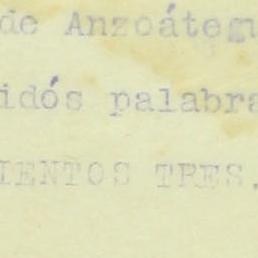 de Anzoátegu
idós palabra
IENTOS TRES.